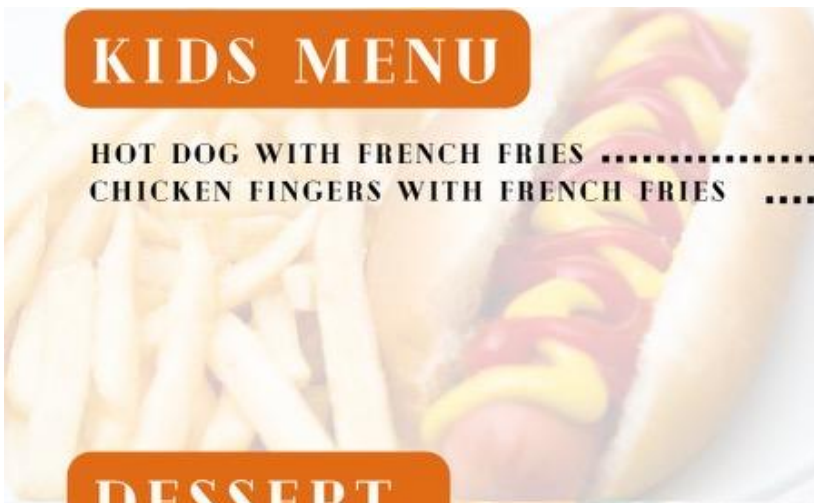 KIDS MENU
HOT DOG WITH FRENCH FRIES ................
CHICKEN FINGERS WITH FRENCH FRIES ....
DESSERT